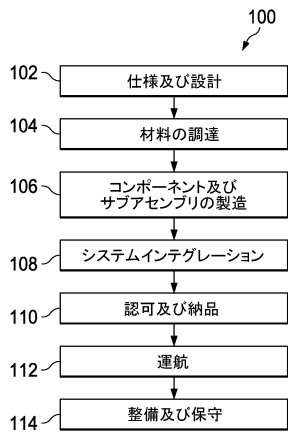 100
102
仕様及び設計
104
材料の調達
106
コンポーネント及び
サブアセンブリの製造
108
システムインテグレーション
110
認可及び納品
112
運航
114
整備及び保守